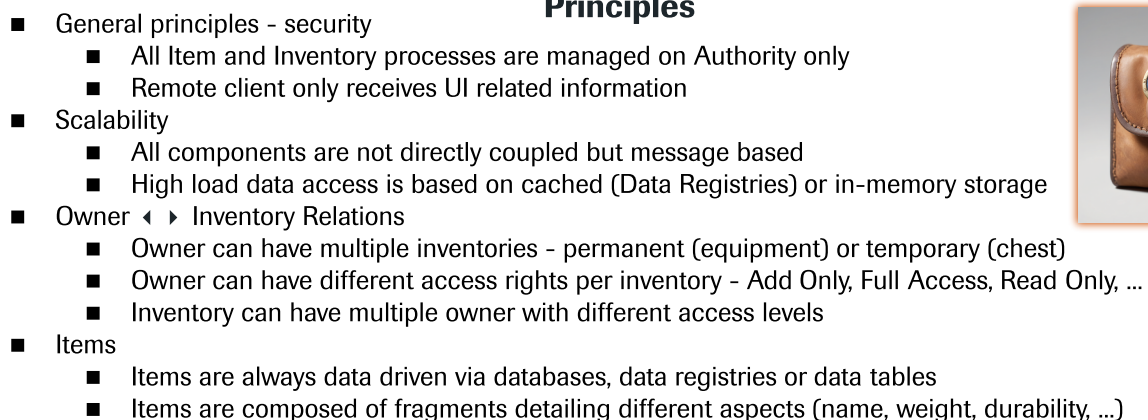 Principles
■ General principles - security
■ All Item and Inventory processes are managed on Authority only
■ Remote client only receives UI related information
■ Scalability
■ All components are not directly coupled but message based
■ High load data access is based on cached (Data Registries) or in-memory storage
■ Owner ◄ ► Inventory Relations
■ Owner can have multiple inventories - permanent (equipment) or temporary (chest)
■ Owner can have different access rights per inventory - Add Only, Full Access, Read Only, ...
■ Inventory can have multiple owner with different access levels
■ Items
■ Items are always data driven via databases, data registries or data tables
■ Items are composed of fragments detailing different aspects (name, weight, durability, ...)